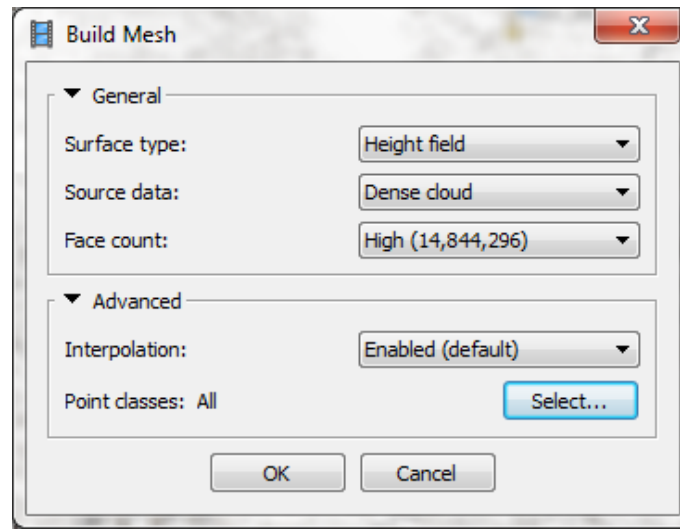 Build Mesh
General
Surface type: Height field
Source data: Dense cloud
Face count: High (14,844,296)
Advanced
Interpolation: Enabled (default)
Point classes: All Select...
OK Cancel